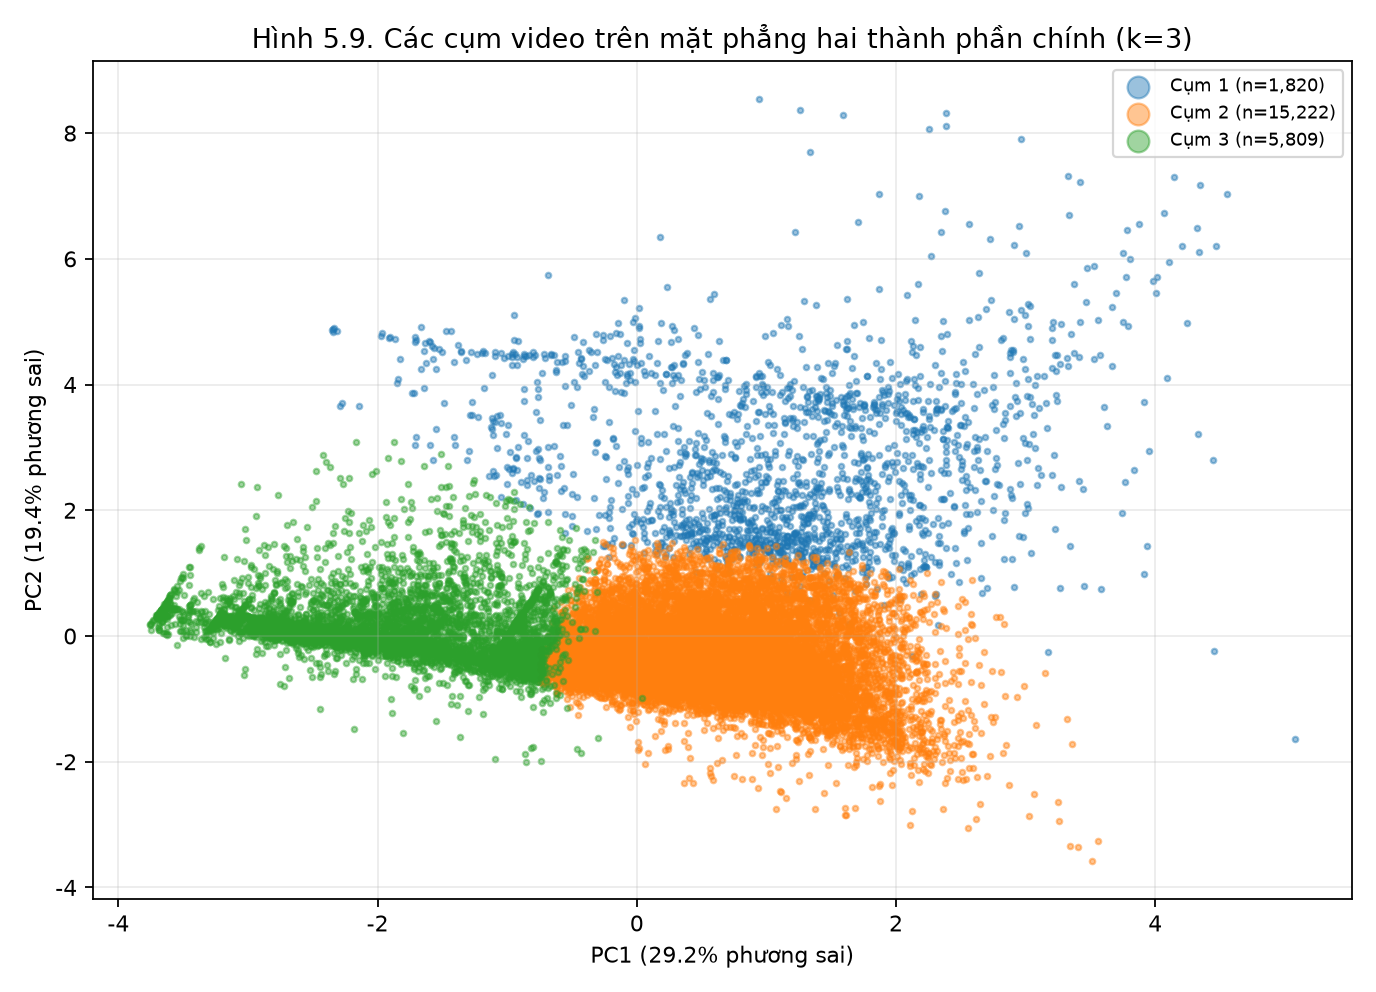 Hình 5.9. Các cụm video trên mặt phẳng hai thành phần chính (k=3)
Cụm 1 (n=1,820)
Cụm 2 (n=15,222)
Cụm 3 (n=5,809)
PC2 (19.4% phương sai)
8
6
4
2
0
-2
-4
-4
-2
0
2
4
PC1 (29.2% phương sai)